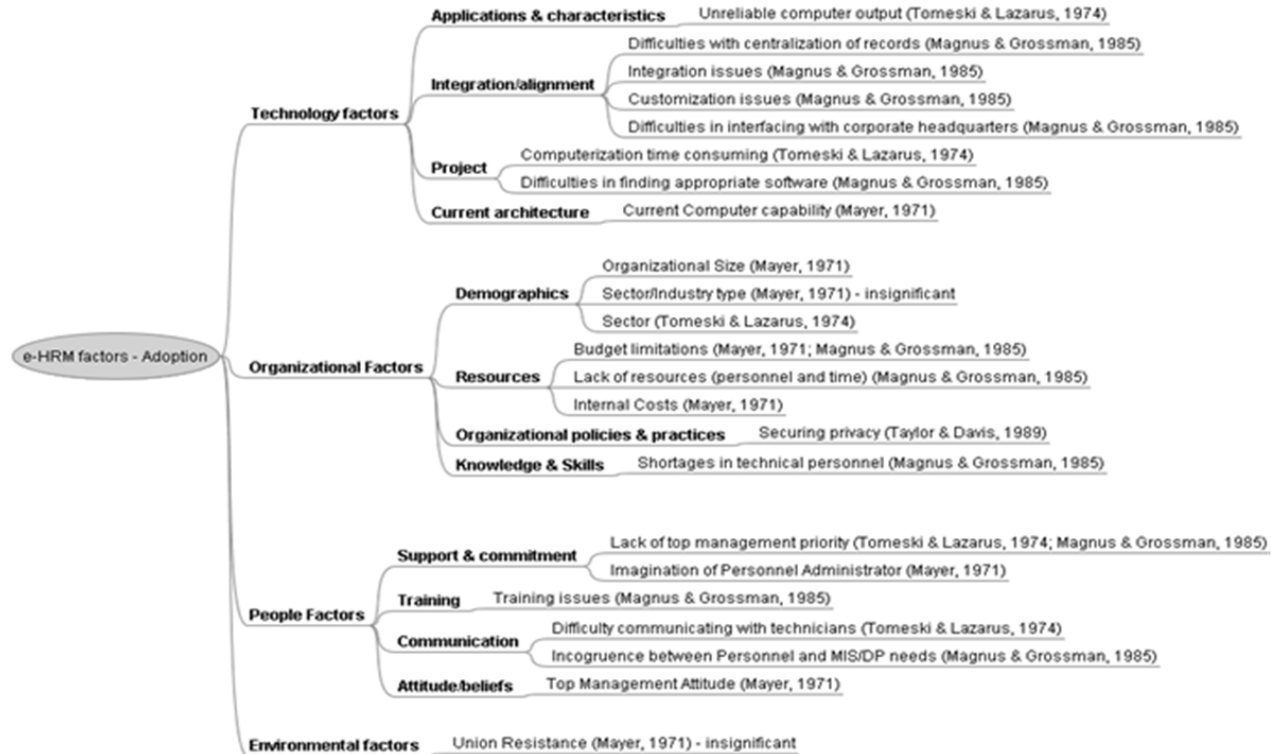 e-HRM factors - Adoption
Technology factors
Applications & characteristics
Unreliable computer output (Tomeski & Lazarus, 1974)
Integration/alignment
Difficulties with centralization of records (Magnus & Grossman, 1985)
Integration issues (Magnus & Grossman, 1985)
Customization issues (Magnus & Grossman, 1985)
Difficulties in interfacing with corporate headquarters (Magnus & Grossman, 1985)
Project
Computerization time consuming (Tomeski & Lazarus, 1974)
Difficulties in finding appropriate software (Magnus & Grossman, 1985)
Current architecture
Current Computer capability (Mayer, 1971)
Organizational Factors
Demographics
Organizational Size (Mayer, 1971)
Sector/Industry type (Mayer, 1971) - insignificant
Sector (Tomeski & Lazarus, 1974)
Resources
Budget limitations (Mayer, 1971; Magnus & Grossman, 1985)
Lack of resources (personnel and time) (Magnus & Grossman, 1985)
Internal Costs (Mayer, 1971)
Organizational policies & practices
Securing privacy (Taylor & Davis, 1989)
Knowledge & Skills
Shortages in technical personnel (Magnus & Grossman, 1985)
People Factors
Support & commitment
Lack of top management priority (Tomeski & Lazarus, 1974; Magnus & Grossman, 1985)
Imagination of Personnel Administrator (Mayer, 1971)
Training
Training issues (Magnus & Grossman, 1985)
Communication
Difficulty communicating with technicians (Tomeski & Lazarus, 1974)
Incogruence between Personnel and MIS/DP needs (Magnus & Grossman, 1985)
Attitude/beliefs
Top Management Attitude (Mayer, 1971)
Environmental factors
Union Resistance (Mayer, 1971) - insignificant